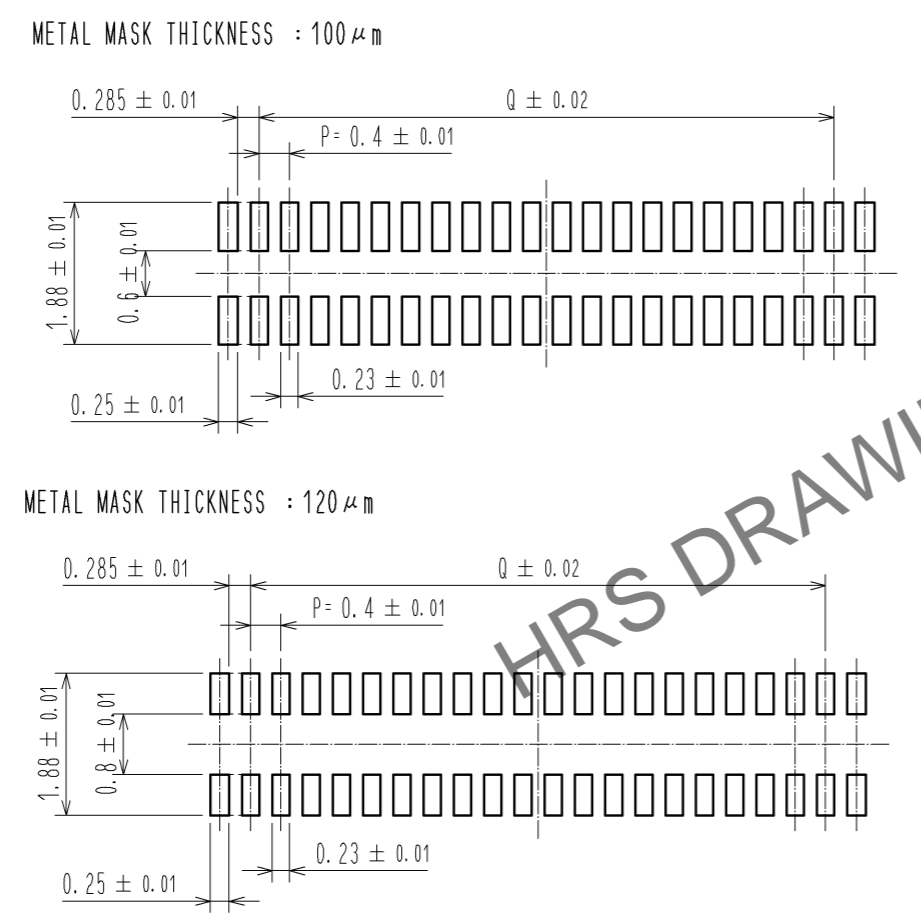 METAL MASK THICKNESS : 100μm
0.285 ± 0.01
Q ± 0.02
P= 0.4 ± 0.01
1.88 ± 0.01
0.6 ± 0.01
0.23 ± 0.01
0.25 ± 0.01
METAL MASK THICKNESS : 120μm
0.285 ± 0.01
Q ± 0.02
P= 0.4 ± 0.01
HRS
1.88 ± 0.01
0.8 ± 0.01
0.23 ± 0.01
0.25 ± 0.01